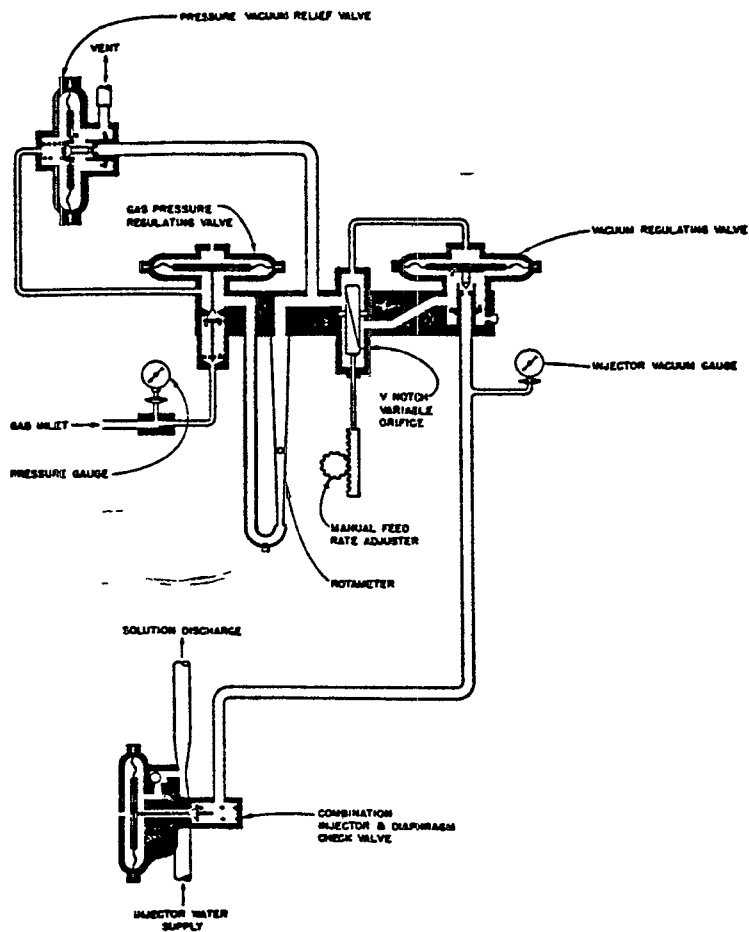 PRESSURE VACUUM RELIEF VALVE
VENT
GAS PRESSURE
REGULATING VALVE
VACUUM REGULATING VALVE
INJECTOR VACUUM GAUGE
V NOTCH
VARIABLE
ORIFICE
GAS INLET
PRESSURE GAUGE
MANUAL FEED
RATE ADJUSTER
ROTAMETER
SOLUTION DISCHARGE
COMBINATION
INJECTOR & DIAPHRAGM
CHECK VALVE
INJECTOR WATER
SUPPLY